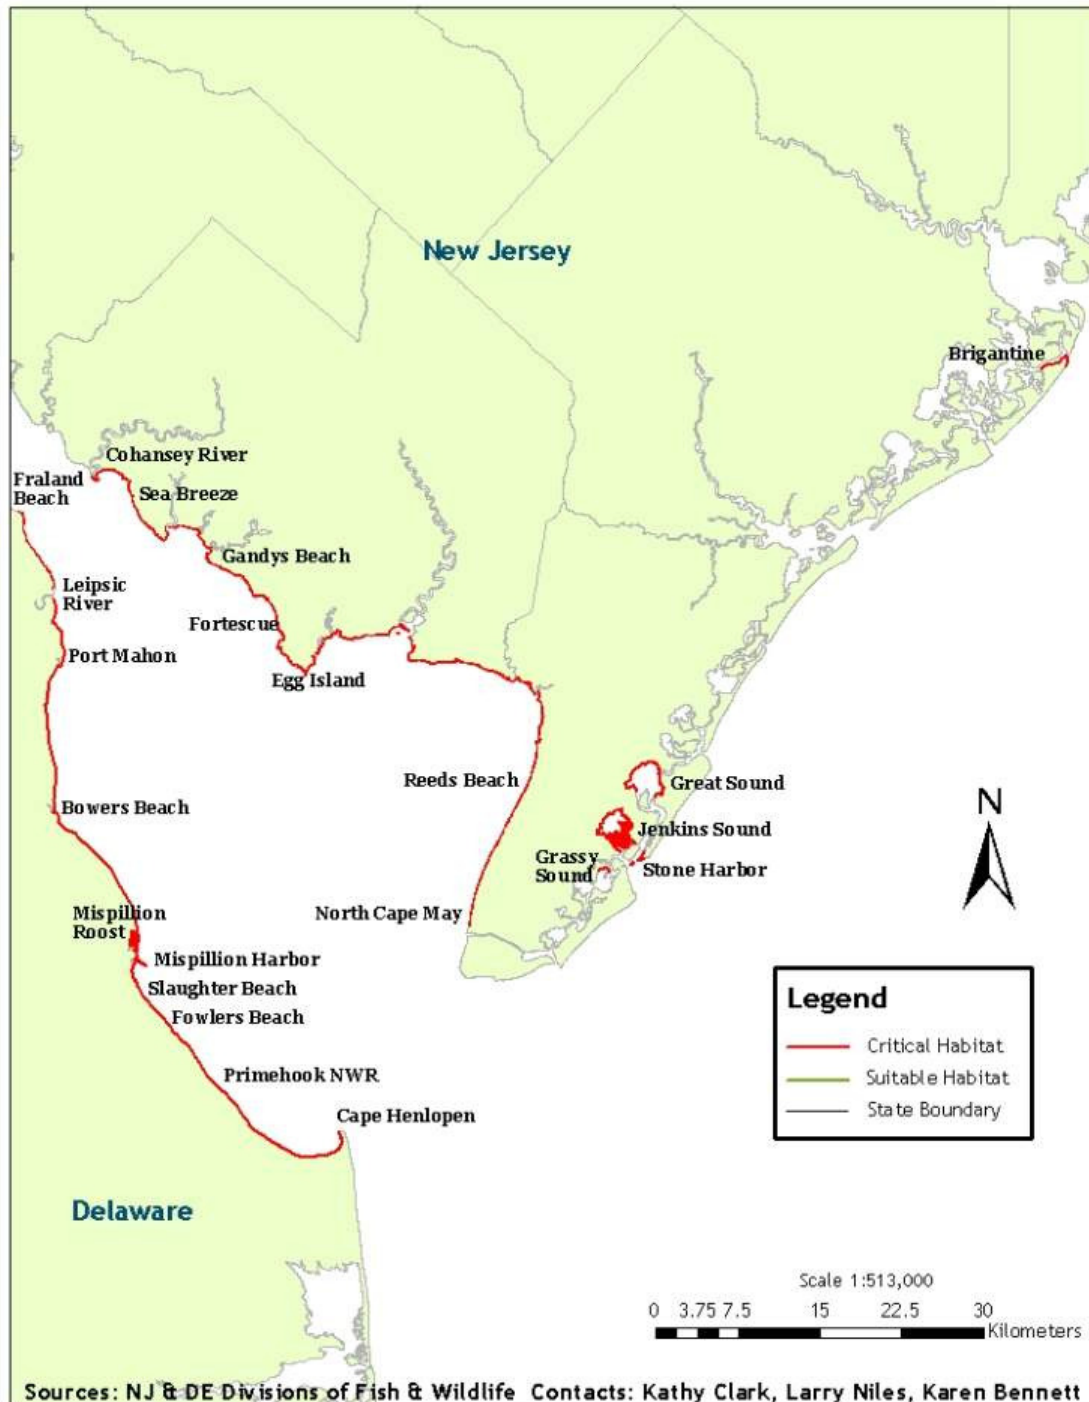 New Jersey
Brigantine
Cohansey River
Fraland
Beach
Sea Breeze
Gandys Beach
Leipsic
River
Fortescue
Port Mahon
Egg Island
Reeds Beach
Great Sound
Bowers Beach
Jenkins Sound
Grassy
Sound
Stone Harbor
North Cape May
Mispillion
Roost
Mispillion Harbor
Slaughter Beach
Fowlers Beach
Primehook NWR
Cape Henlopen
Delaware
N
Legend
Critical Habitat
Suitable Habitat
State Boundary
Scale 1:513,000
0 3.75 7.5 15 22.5 30
Kilometers
Sources: NJ & DE Divisions of Fish & Wildlife Contacts: Kathy Clark, Larry Niles, Karen Bennett